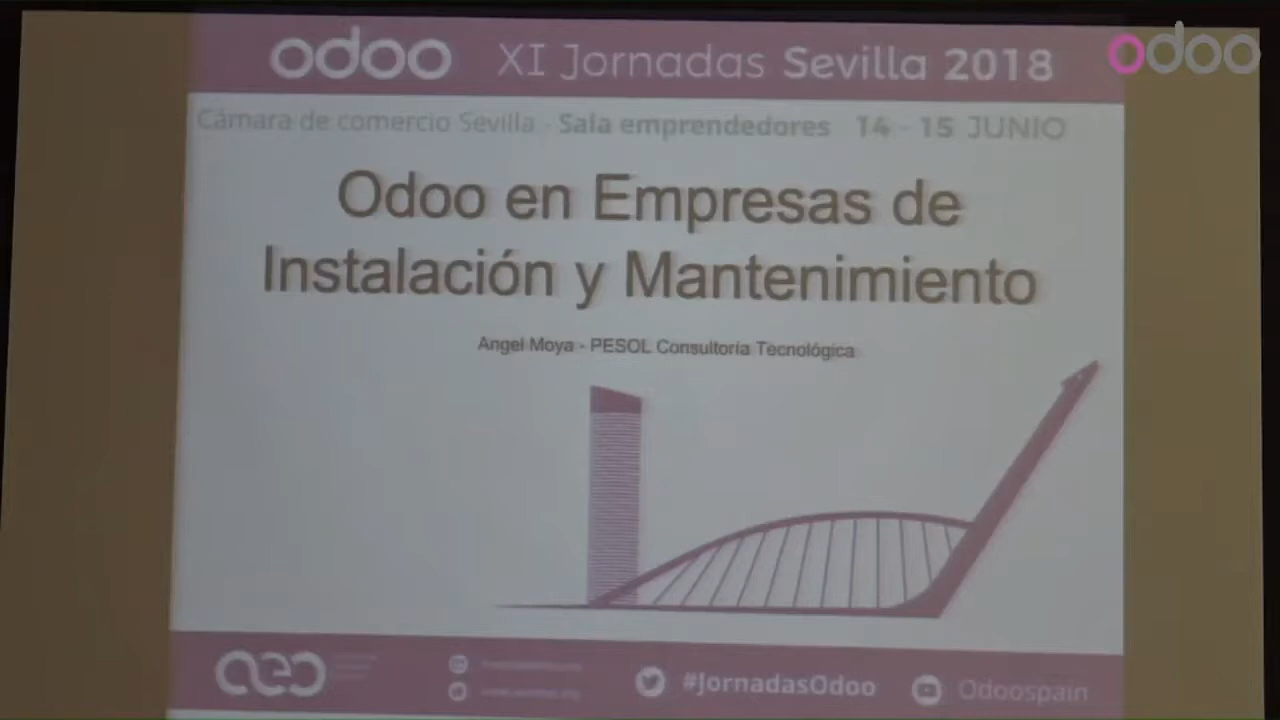 odoo XI Jornadas Sevilla 2018
odoo
Cámara de comercio Sevilla - Sala emprendedores 14 - 15 JUNIO
Odoo en Empresas de
Instalación y Mantenimiento
Angel Moya - PESOL Consultoría Tecnológica
aeo
#JornadasOdoo
Odoospain